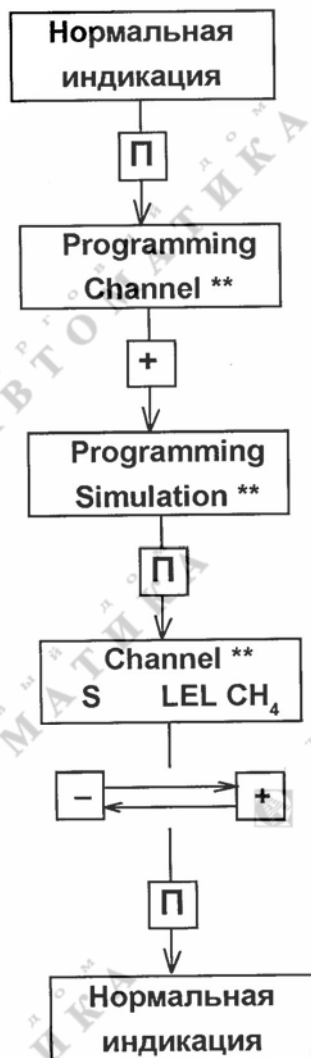 Нормальная
индикация
П
Programming
Channel **
+
Programming
Simulation **
П
Channel **
S LEL CH₄
− +
П
Нормальная
индикация